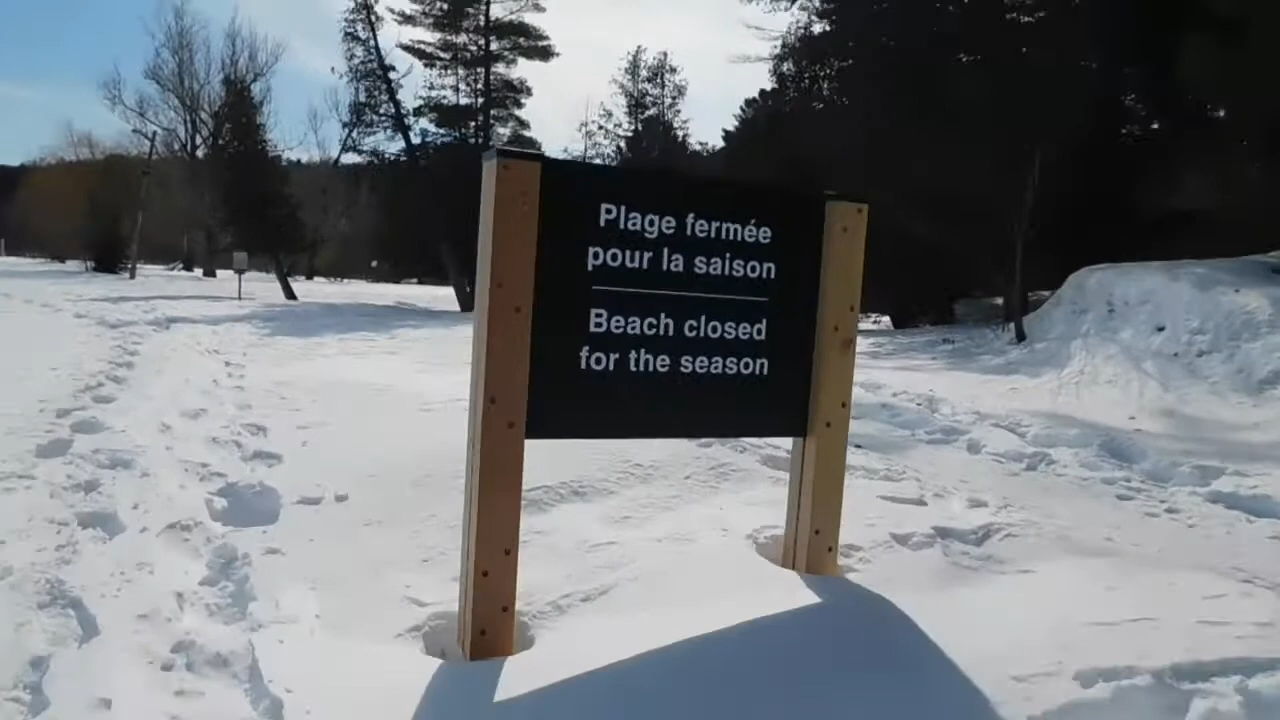 Plage fermée
pour la saison
Beach closed
for the season